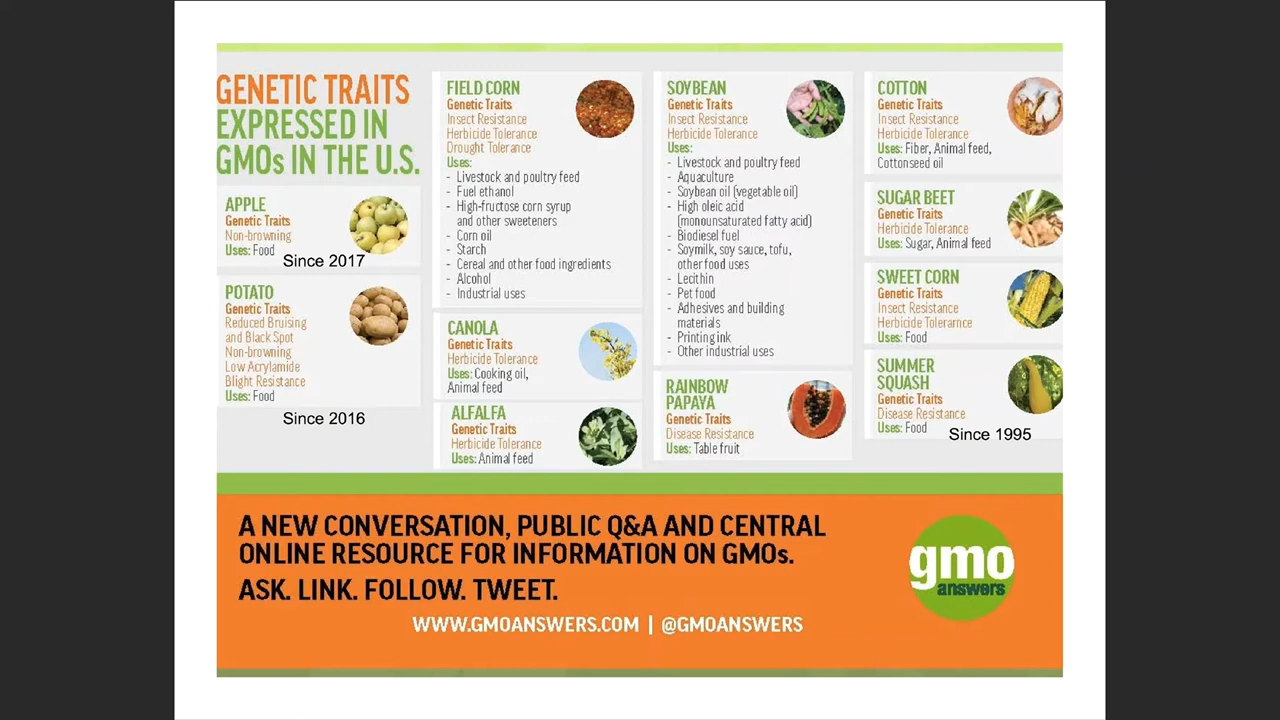 GENETIC TRAITS
EXPRESSED IN
GMOs IN THE U.S.
APPLE
Genetic Traits
Non-browning
Uses: Food
Since 2017
POTATO
Genetic Traits
Reduced Bruising
and Black Spot
Non-browning
Low Acrylamide
Blight Resistance
Uses: Food
Since 2016
FIELD CORN
Genetic Traits
Insect Resistance
Herbicide Tolerance
Drought Tolerance
Uses:
- Livestock and poultry feed
- Fuel ethanol
- High-fructose corn syrup
and other sweeteners
- Corn oil
- Starch
- Cereal and other food ingredients
- Alcohol
- Industrial uses
CANOLA
Genetic Traits
Herbicide Tolerance
Uses: Cooking oil,
Animal feed
ALFALFA
Genetic Traits
Herbicide Tolerance
Uses: Animal feed
SOYBEAN
Genetic Traits
Insect Resistance
Herbicide Tolerance
Uses:
- Livestock and poultry feed
- Aquaculture
- Soybean oil (vegetable oil)
- High oleic acid
(monounsaturated fatty acid)
- Biodiesel fuel
- Soymilk, soy sauce, tofu,
other food uses
- Lecithin
- Pet food
- Adhesives and building
materials
- Printing ink
- Other industrial uses
RAINBOW
PAPAYA
Genetic Traits
Disease Resistance
Uses: Table fruit
COTTON
Genetic Traits
Insect Resistance
Herbicide Tolerance
Uses: Fiber, Animal feed,
Cottonseed oil
SUGAR BEET
Genetic Traits
Herbicide Tolerance
Uses: Sugar, Animal feed
SWEET CORN
Genetic Traits
Insect Resistance
Herbicide Tolerarnce
Uses: Food
SUMMER
SQUASH
Genetic Traits
Disease Resistance
Uses: Food
Since 1995
A NEW CONVERSATION, PUBLIC Q&A AND CENTRAL
ONLINE RESOURCE FOR INFORMATION ON GMOs.
ASK. LINK. FOLLOW. TWEET.
WWW.GMOANSWERS.COM | @GMOANSWERS
gmo
answers